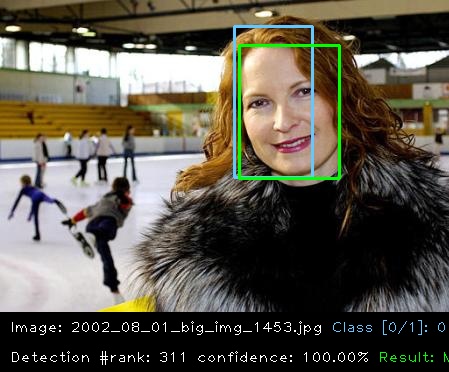 Image: 2002_08_01_big_img_1453.jpg Class [0/1]: 0
Detection #rank: 311 confidence: 100.00% Result: